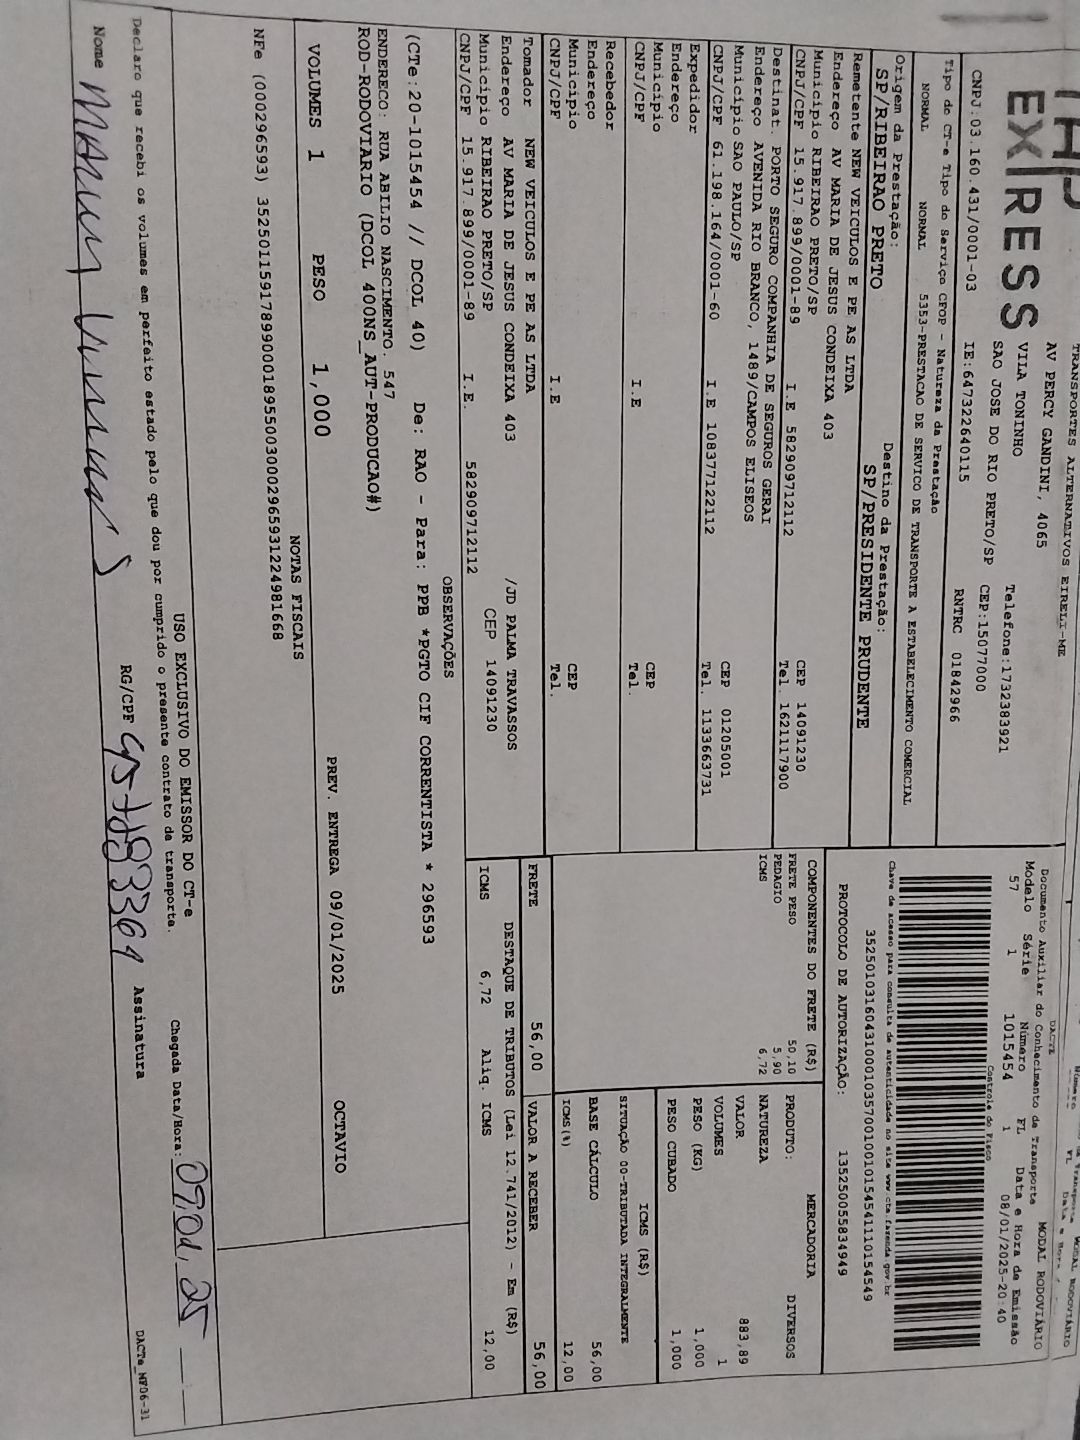 TRANSPORTES ALTERNATIVOS EIRELI-ME
EX|RESS
AV PERCY GANDINI, 4065
VILA TONINHO
Telefone:1732383921
SAO JOSE DO RIO PRETO/SP CEP:15077000
CNPJ:03.160.431/0001-03 IE:647322640115 RNTRC 01842966
DACTE
Documento Auxiliar do Conhecimento de Transporte MODAL RODOVIÁRIO
Modelo Série Número FL Data e Hora de Emissão
57 1 1015454 1 08/01/2025-20:40
Controle do Fisco
Chave de acesso para consulta de autenticidade no site www.cte.fazenda.gov.br
35250103160431000103570010010154541110154549
PROTOCOLO DE AUTORIZAÇÃO: 135250055834949
Tipo do CT-e Tipo do Serviço CFOP - Natureza da Prestação
NORMAL NORMAL 5353-PRESTACAO DE SERVICO DE TRANSPORTE A ESTABELECIMENTO COMERCIAL
Origem da Prestação: Destino da Prestação:
SP/RIBEIRAO PRETO SP/PRESIDENTE PRUDENTE
Remetente NEW VEICULOS E PE AS LTDA
Endereço AV MARIA DE JESUS CONDEIXA 403
Município RIBEIRAO PRETO/SP CEP 14091230
CNPJ/CPF 15.917.899/0001-89 I.E 582909712112 Tel. 1621117900
Destinat. PORTO SEGURO COMPANHIA DE SEGUROS GERAI
Endereço AVENIDA RIO BRANCO, 1489/CAMPOS ELISEOS
Município SAO PAULO/SP CEP 01205001
CNPJ/CPF 61.198.164/0001-60 I.E 108377122112 Tel. 1133663731
Expedidor
Endereço
Município CEP
CNPJ/CPF I.E Tel.
Recebedor
Endereço
Município CEP
CNPJ/CPF I.E Tel.
Tomador NEW VEICULOS E PE AS LTDA
Endereço AV MARIA DE JESUS CONDEIXA 403 /JD PALMA TRAVASSOS
Município RIBEIRAO PRETO/SP CEP 14091230
CNPJ/CPF 15.917.899/0001-89 I.E. 582909712112
COMPONENTES DO FRETE (R$)
FRETE PESO 50,10
PEDAGIO 5,90
ICMS 6,72
MERCADORIA
PRODUTO: DIVERSOS
NATUREZA
VALOR 883,89
VOLUMES 1
PESO (KG) 1,000
PESO CUBADO 1,000
ICMS (R$)
SITUAÇÃO 00-TRIBUTADA INTEGRALMENTE
BASE CÁLCULO 56,00
ICMS(%) 12,00
FRETE 56,00 VALOR A RECEBER 56,00
DESTAQUE DE TRIBUTOS (Lei 12.741/2012) - Em (R$)
ICMS 6,72 Aliq. ICMS 12,00
OBSERVAÇÕES
(CTe:20-1015454 // DCOL 40) De: RAO - Para: PPB *PGTO CIF CORRENTISTA * 296593
ENDERECO: RUA ABILIO NASCIMENTO, 547
ROD-RODOVIARIO (DCOL 400NS_AUT-PRODUCAO#)
VOLUMES 1 PESO 1,000 PREV. ENTREGA 09/01/2025 OCTAVIO
NOTAS FISCAIS
NFe (000296593) 35250115917899000189550030002965931224981668
USO EXCLUSIVO DO EMISSOR DO CT-e
Declaro que recebi os volumes em perfeito estado pelo que dou por cumprido o presente contrato de transporte. Chegada Data/Hora: 09,01,25
Nome RG/CPF Assinatura
DACTe_MF06-31